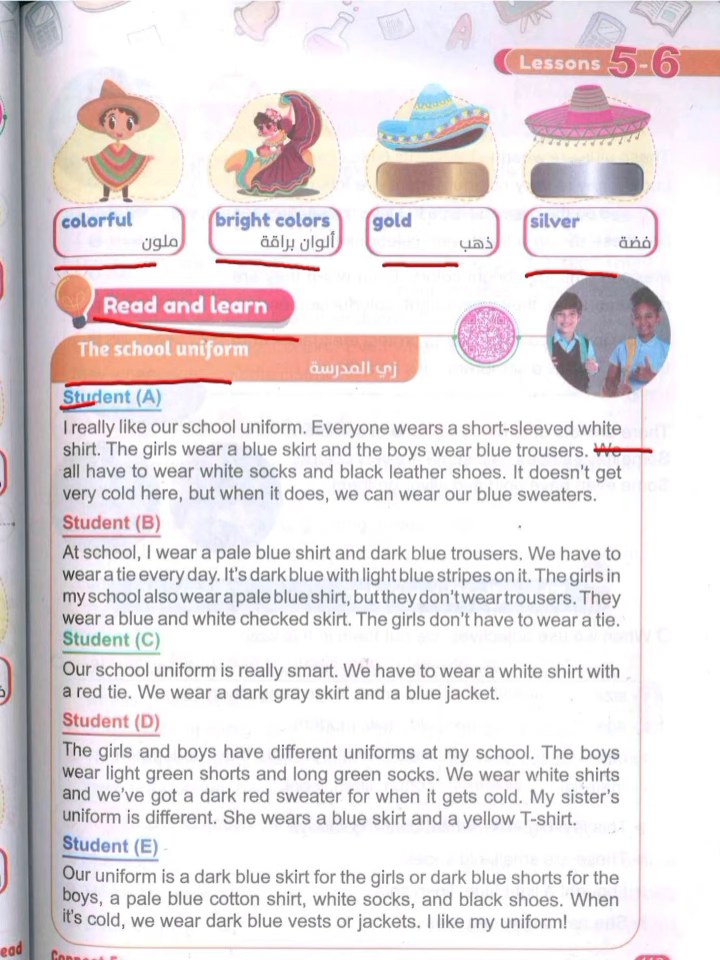 Lessons 5-6
colorful
ملون
bright colors
ألوان براقة
gold
ذهب
silver
فضة
Read and learn
The school uniform
زي المدرسة
Student (A)
I really like our school uniform. Everyone wears a short-sleeved white
shirt. The girls wear a blue skirt and the boys wear blue trousers. We
all have to wear white socks and black leather shoes. It doesn't get
very cold here, but when it does, we can wear our blue sweaters.
Student (B)
At school, I wear a pale blue shirt and dark blue trousers. We have to
wear a tie every day. It's dark blue with light blue stripes on it. The girls in
my school also wear a pale blue shirt, but they don't wear trousers. They
wear a blue and white checked skirt. The girls don't have to wear a tie.
Student (C)
Our school uniform is really smart. We have to wear a white shirt with
a red tie. We wear a dark gray skirt and a blue jacket.
Student (D)
The girls and boys have different uniforms at my school. The boys
wear light green shorts and long green socks. We wear white shirts
and we've got a dark red sweater for when it gets cold. My sister's
uniform is different. She wears a blue skirt and a yellow T-shirt.
Student (E)
Our uniform is a dark blue skirt for the girls or dark blue shorts for the
boys, a pale blue cotton shirt, white socks, and black shoes. When
it's cold, we wear dark blue vests or jackets. I like my uniform!